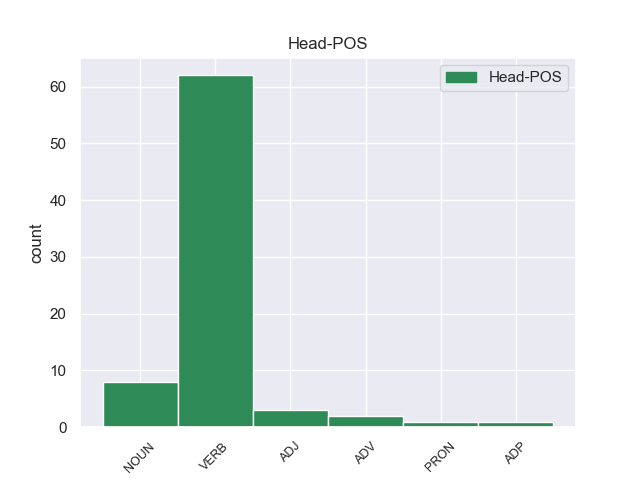 Head-POS
Head-POS
count
60
50
40
30
20
10
0
NOUN
VERB
ADJ
ADV
PRON
ADP